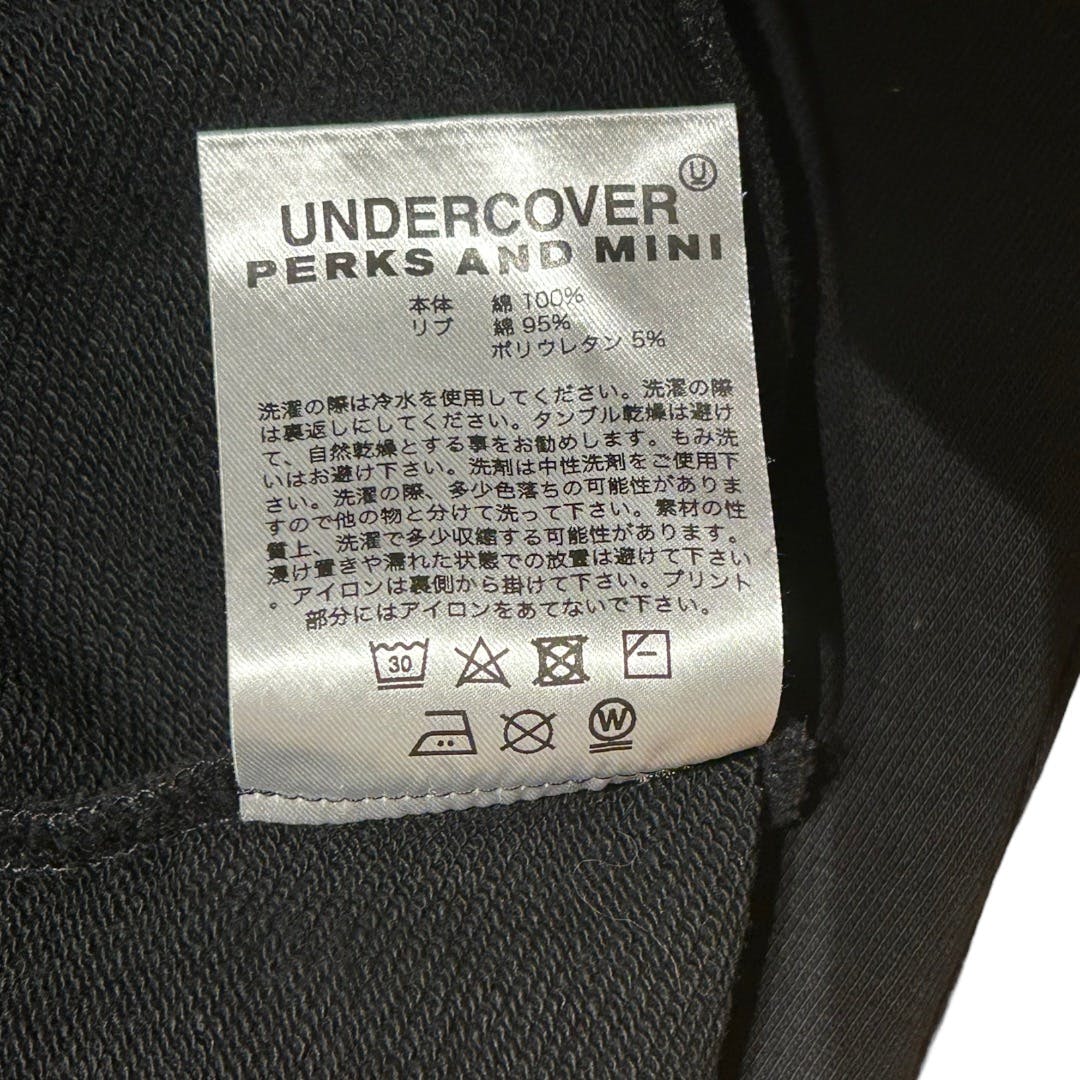 U
UNDERCOVER
PERKS AND MINI
本体 綿 100%
リブ 綿 95%
ポリウレタン 5%
洗濯の際は冷水を使用してください。洗濯の際
は裏返しにしてください。タンブル乾燥は避け
て、自然乾燥とする事をお勧めします。もみ洗
いはお避け下さい。洗剤は中性洗剤をご使用下
さい。洗濯の際、多少色落ちの可能性がありま
すので他の物と分けて洗って下さい。素材の性
質上、洗濯で多少収縮する可能性があります。
浸け置きや濡れた状態での放置は避けて下さい
。アイロンは裏側から掛けて下さい。プリント
部分にはアイロンをあてないで下さい。
30
W